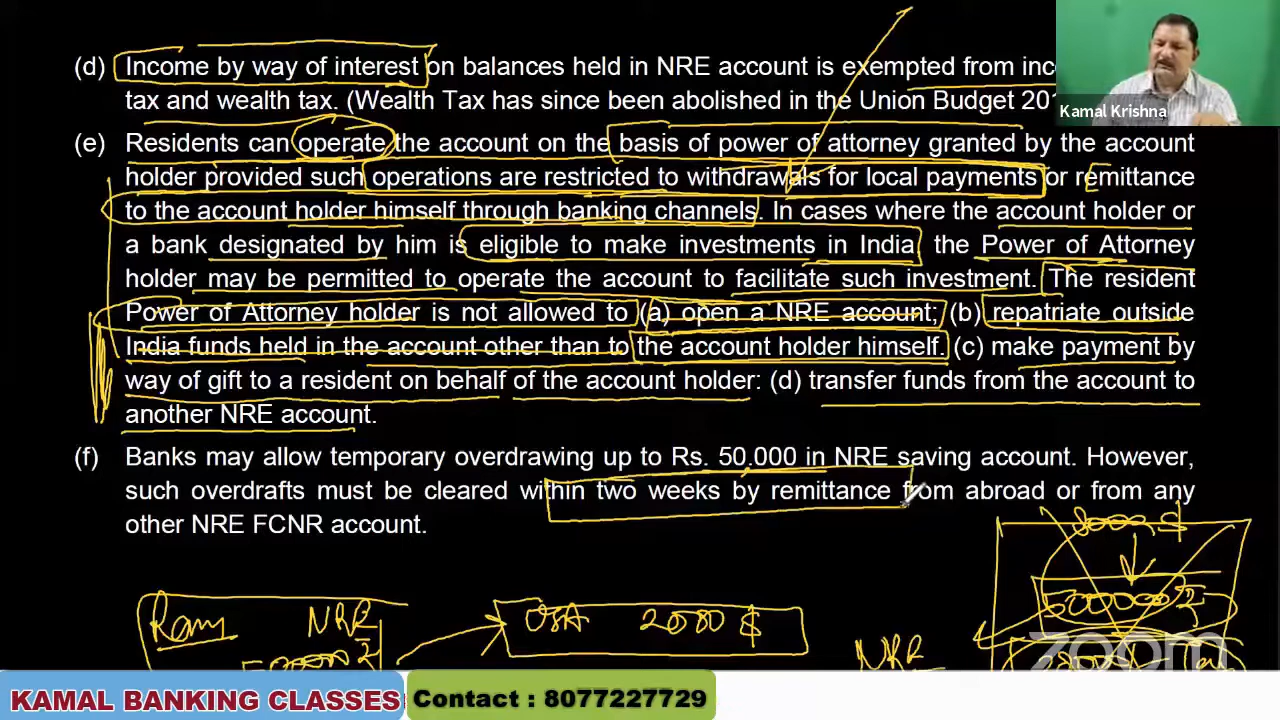 (d) Income by way of interest on balances held in NRE account is exempted from
tax and wealth tax. (Wealth Tax has since been abolished in the Union Budget
Kamal Krishna
(e) Residents can operate the account on the basis of power of attorney granted by the account
holder provided such operations are restricted to withdrawals for local payments or remittance
to the account holder himself through banking channels. In cases where the account holder or
a bank designated by him is eligible to make investments in India the Power of Attorney
holder may be permitted to operate the account to facilitate such investment. The resident
Power of Attorney holder is not allowed to (a) open a NRE account; (b) repatriate outside
India funds held in the account other than to the account holder himself. (c) make payment by
way of gift to a resident on behalf of the account holder: (d) transfer funds from the account to
another NRE account.
(f) Banks may allow temporary overdrawing up to Rs. 50.000 in NRE saving account. However,
such overdrafts must be cleared within two weeks by remittance from abroad or from any
other NRE FCNR account.
Ram NRE
USA 2000 $
NRE
zoom
KAMAL BANKING CLASSES Contact : 8077227729